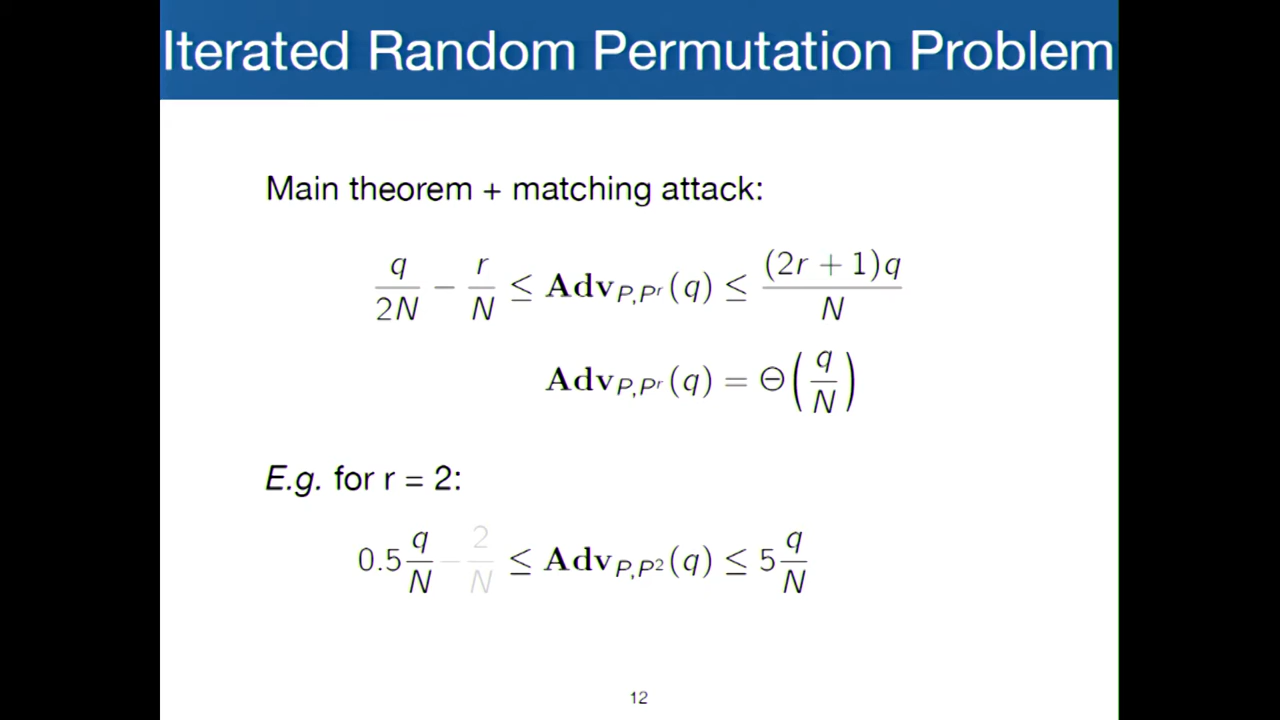 Iterated Random Permutation Problem
Main theorem + matching attack:
q/2N − r/N ≤ Adv_{P,P^r}(q) ≤ (2r + 1)q/N
Adv_{P,P^r}(q) = Θ(q/N)
E.g. for r = 2:
0.5 q/N − 2/N ≤ Adv_{P,P^2}(q) ≤ 5 q/N
12